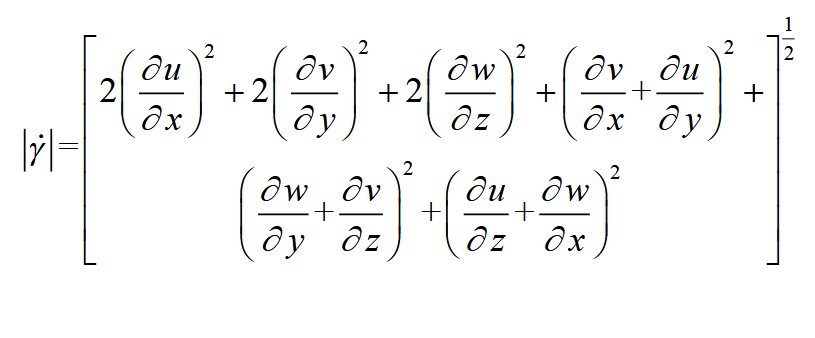 |γ̇|=[2(∂u/∂x)²+2(∂v/∂y)²+2(∂w/∂z)²+(∂v/∂x+∂u/∂y)²+
(∂w/∂y+∂v/∂z)²+(∂u/∂z+∂w/∂x)²]^(1/2)